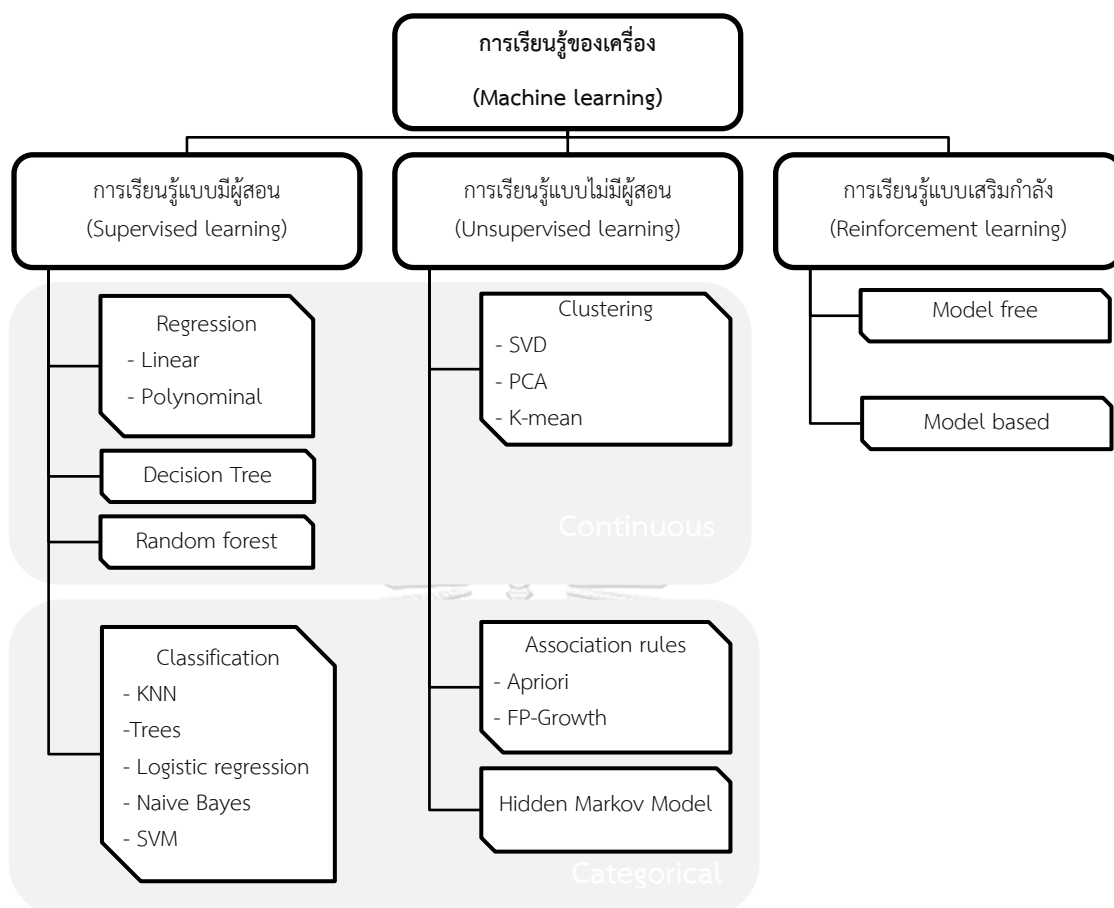 การเรียนรู้ของเครื่อง
(Machine learning)
การเรียนรู้แบบมีผู้สอน
(Supervised learning)
การเรียนรู้แบบไม่มีผู้สอน
(Unsupervised learning)
การเรียนรู้แบบเสริมกำลัง
(Reinforcement learning)
Regression
- Linear
- Polynominal
Decision Tree
Random forest
Clustering
- SVD
- PCA
- K-mean
Model free
Model based
Continuous
Classification
- KNN
-Trees
- Logistic regression
- Naive Bayes
- SVM
Association rules
- Apriori
- FP-Growth
Hidden Markov Model
Categorical